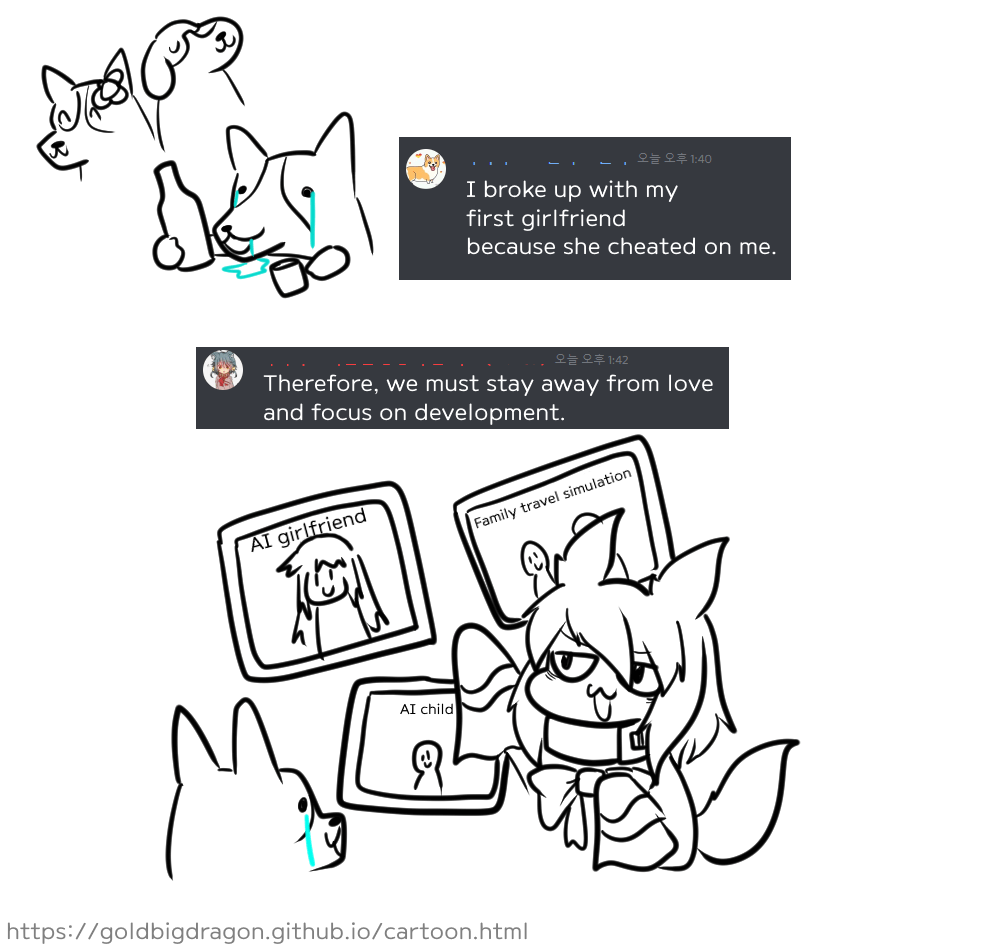 오늘 오후 1:40
I broke up with my
first girlfriend
because she cheated on me.
오늘 오후 1:42
Therefore, we must stay away from love
and focus on development.
AI girlfriend
Family travel simulation
AI child
https://goldbigdragon.github.io/cartoon.html